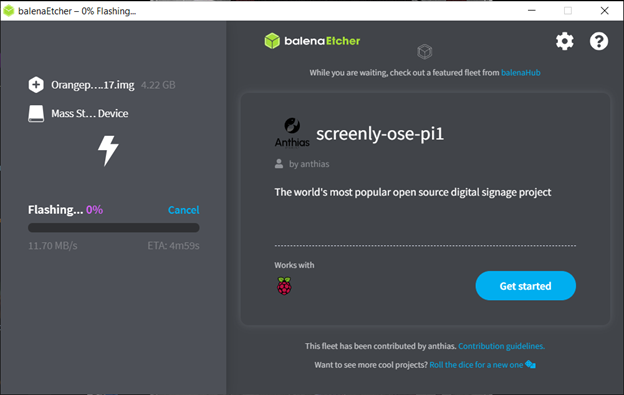 balenaEtcher – 0% Flashing...
balenaEtcher
While you are waiting, check out a featured fleet from balenaHub
Orangep....17.img 4.22 GB
Mass St... Device
Flashing... 0% Cancel
11.70 MB/s ETA: 4m59s
Anthias
screenly-ose-pi1
by anthias
The world's most popular open source digital signage project
Works with
Get started
This fleet has been contributed by anthias. Contribution guidelines.
Want to see more cool projects? Roll the dice for a new one